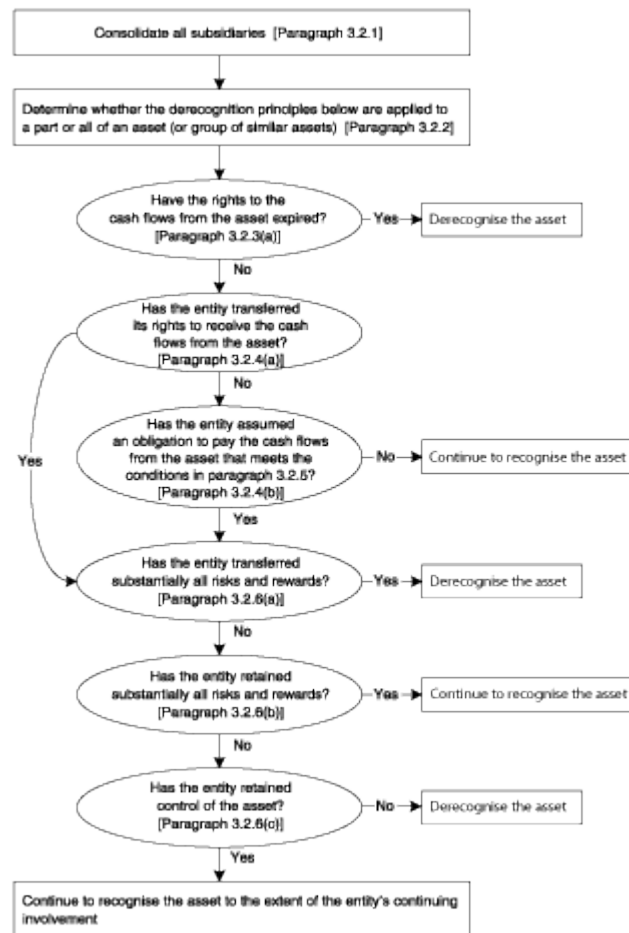 Consolidate all subsidiaries [Paragraph 3.2.1]
Determine whether the derecognition principles below are applied to
a part or all of an asset (or group of similar assets) [Paragraph 3.2.2]
Have the rights to the
cash flows from the asset expired?
[Paragraph 3.2.3(a)]
Yes
Derecognise the asset
No
Has the entity transferred
its rights to receive the cash
flows from the asset?
[Paragraph 3.2.4(a)]
No
Yes
Has the entity assumed
an obligation to pay the cash flows
from the asset that meets the
conditions in paragraph 3.2.5?
[Paragraph 3.2.4(b)]
No
Continue to recognise the asset
Yes
Has the entity transferred
substantially all risks and rewards?
[Paragraph 3.2.6(a)]
Yes
Derecognise the asset
No
Has the entity retained
substantially all risks and rewards?
[Paragraph 3.2.6(b)]
Yes
Continue to recognise the asset
No
Has the entity retained
control of the asset?
[Paragraph 3.2.6(c)]
No
Derecognise the asset
Yes
Continue to recognise the asset to the extent of the entity's continuing
involvement